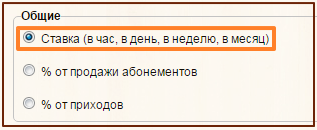 Общие
Ставка (в час, в день, в неделю, в месяц)
% от продажи абонементов
% от приходов